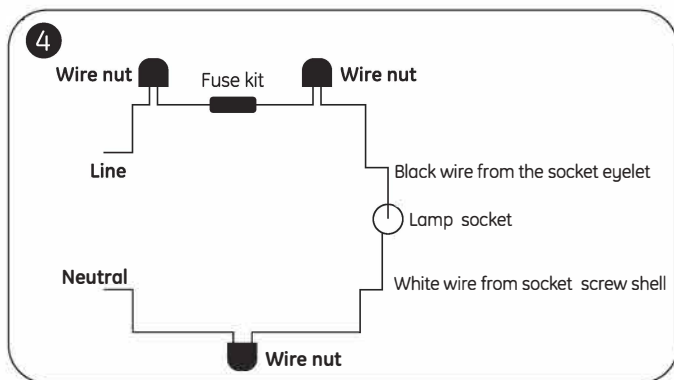 4
Wire nut
Fuse kit
Wire nut
Line
Black wire from the socket eyelet
Lamp socket
Neutral
White wire from socket screw shell
Wire nut